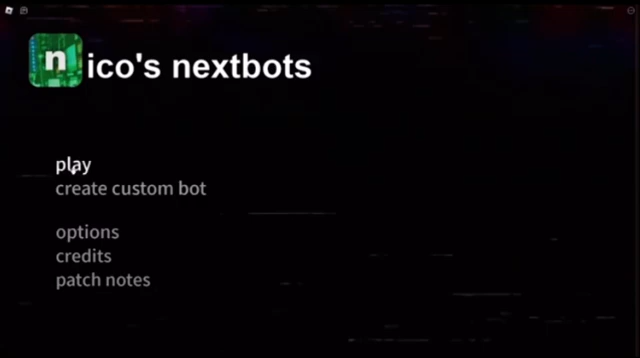 nico's nextbots
play
create custom bot
options
credits
patch notes